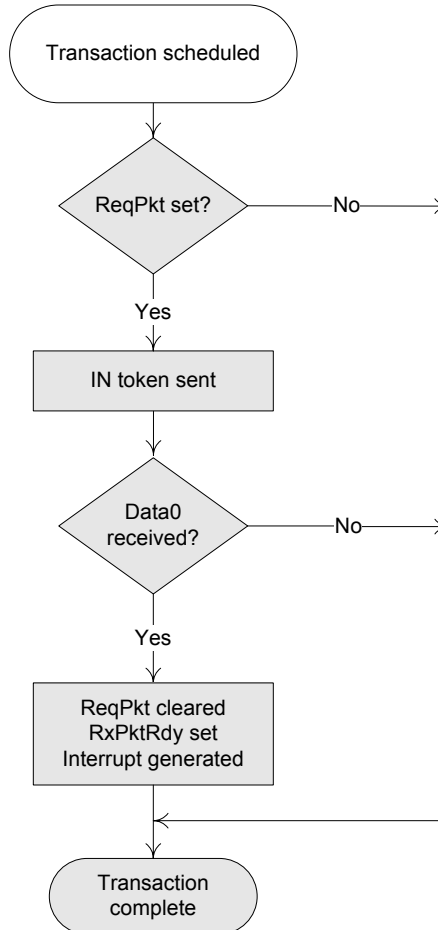 Transaction scheduled
ReqPkt set?
No
Yes
IN token sent
Data0
received?
No
Yes
ReqPkt cleared
RxPktRdy set
Interrupt generated
Transaction
complete